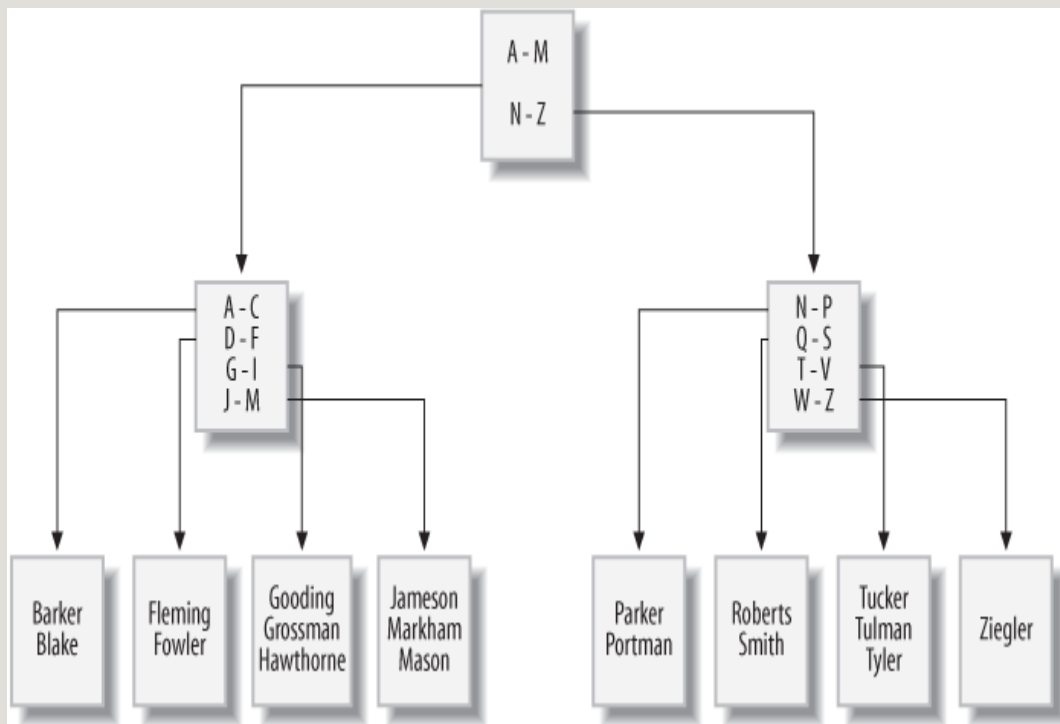 A - M
N - Z
A - C
D - F
G - I
J - M
N - P
Q - S
T - V
W - Z
Barker
Blake
Fleming
Fowler
Gooding
Grossman
Hawthorne
Jameson
Markham
Mason
Parker
Portman
Roberts
Smith
Tucker
Tulman
Tyler
Ziegler